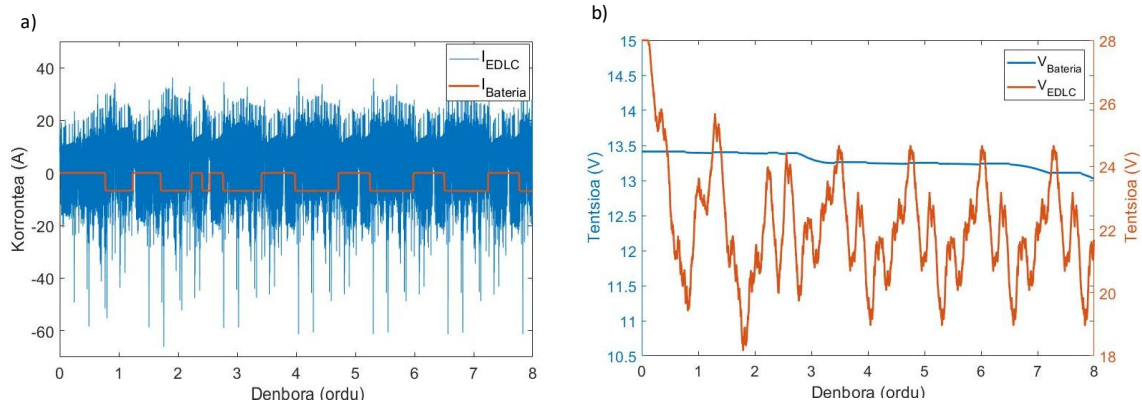 a)
I_EDLC
I_Bateria
Korrontea (A)
40
20
0
-20
-40
-60
0 1 2 3 4 5 6 7 8
Denbora (ordu)
b)
V_Bateria
V_EDLC
Tentsioa (V)
15
14.5
14
13.5
13
12.5
12
11.5
11
10.5
28
26
24
22
20
18
Tentsioa (V)
0 1 2 3 4 5 6 7 8
Denbora (ordu)